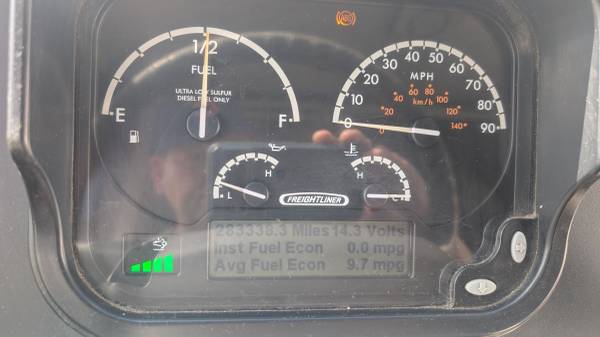 ABS
1/2
FUEL
ULTRA LOW SULFUR
DIESEL FUEL ONLY
E
F
0 10 20 30 40 50 60 70 80 90
MPH
km/h
0 20 40 60 80 100 120 140
L H
H C
FREIGHTLINER
283338.3 Miles 14.3 Volts
Inst Fuel Econ 0.0 mpg
Avg Fuel Econ 9.7 mpg